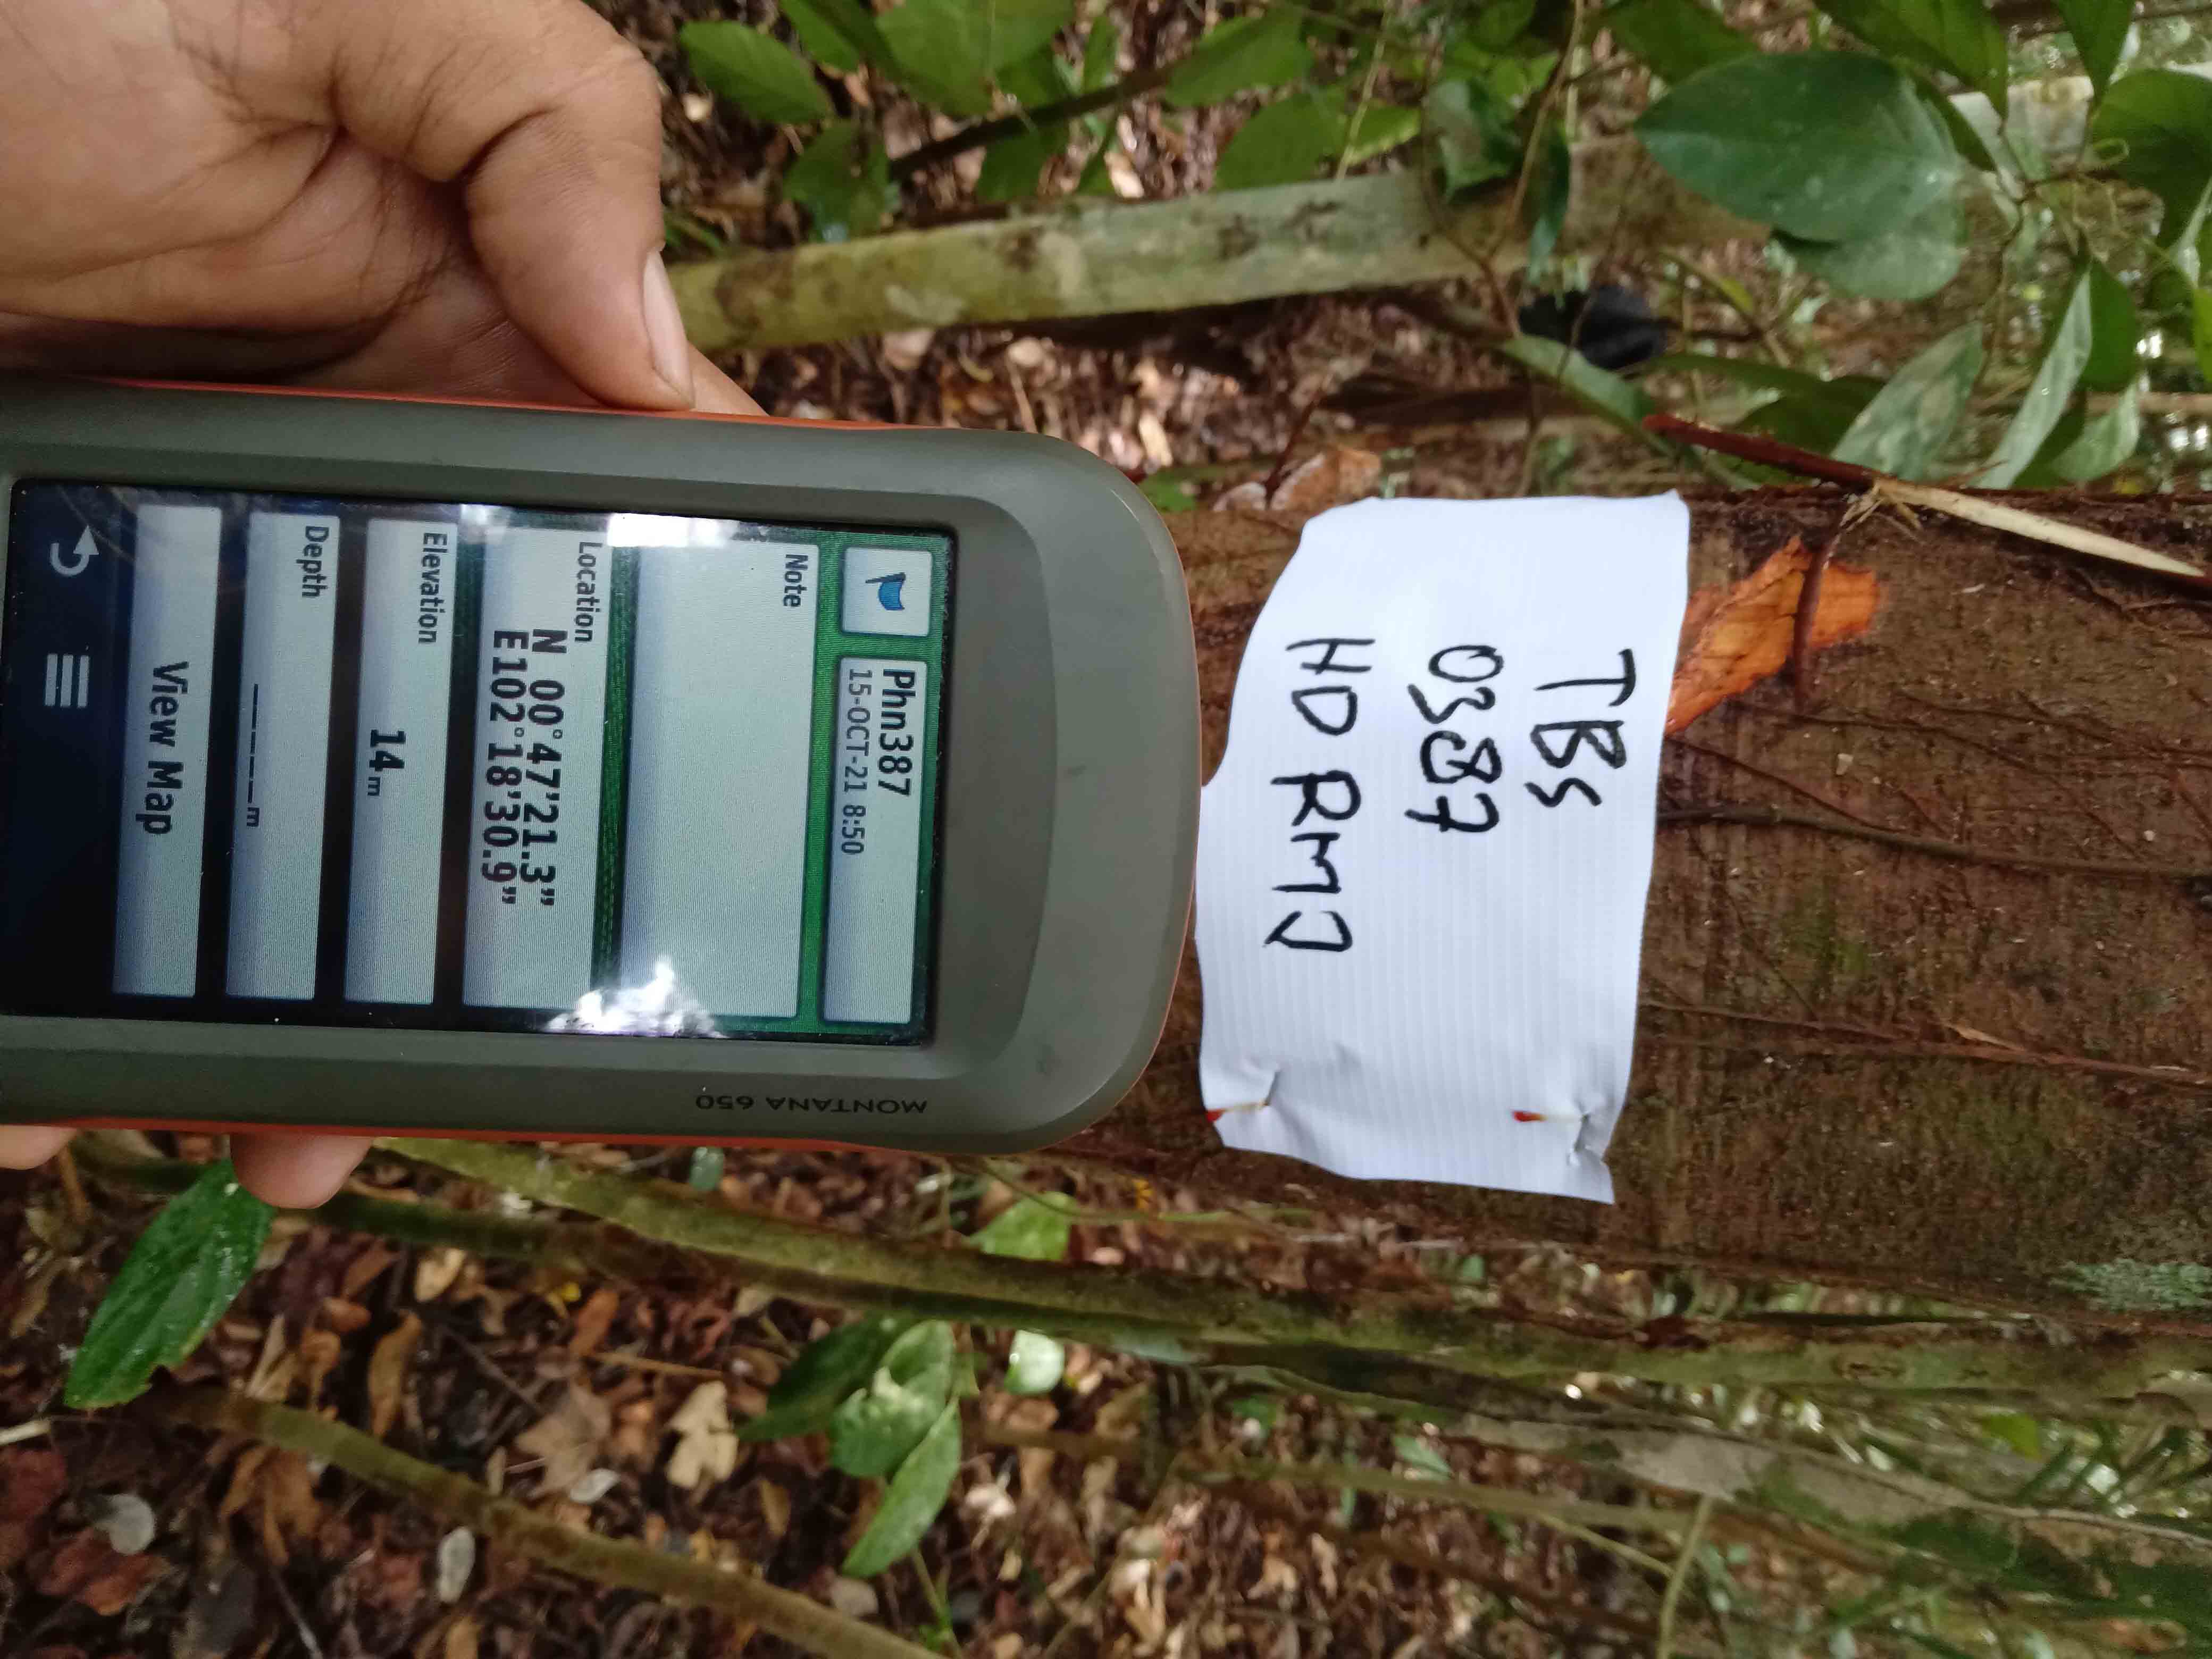 TBs
0387
HD RMJ
MONTANA 650
Phn387
15-OCT-21 8:50
Note
Location
N 00°47'21.3"
E102°18'30.9"
Elevation
14m
Depth
_____m
View Map